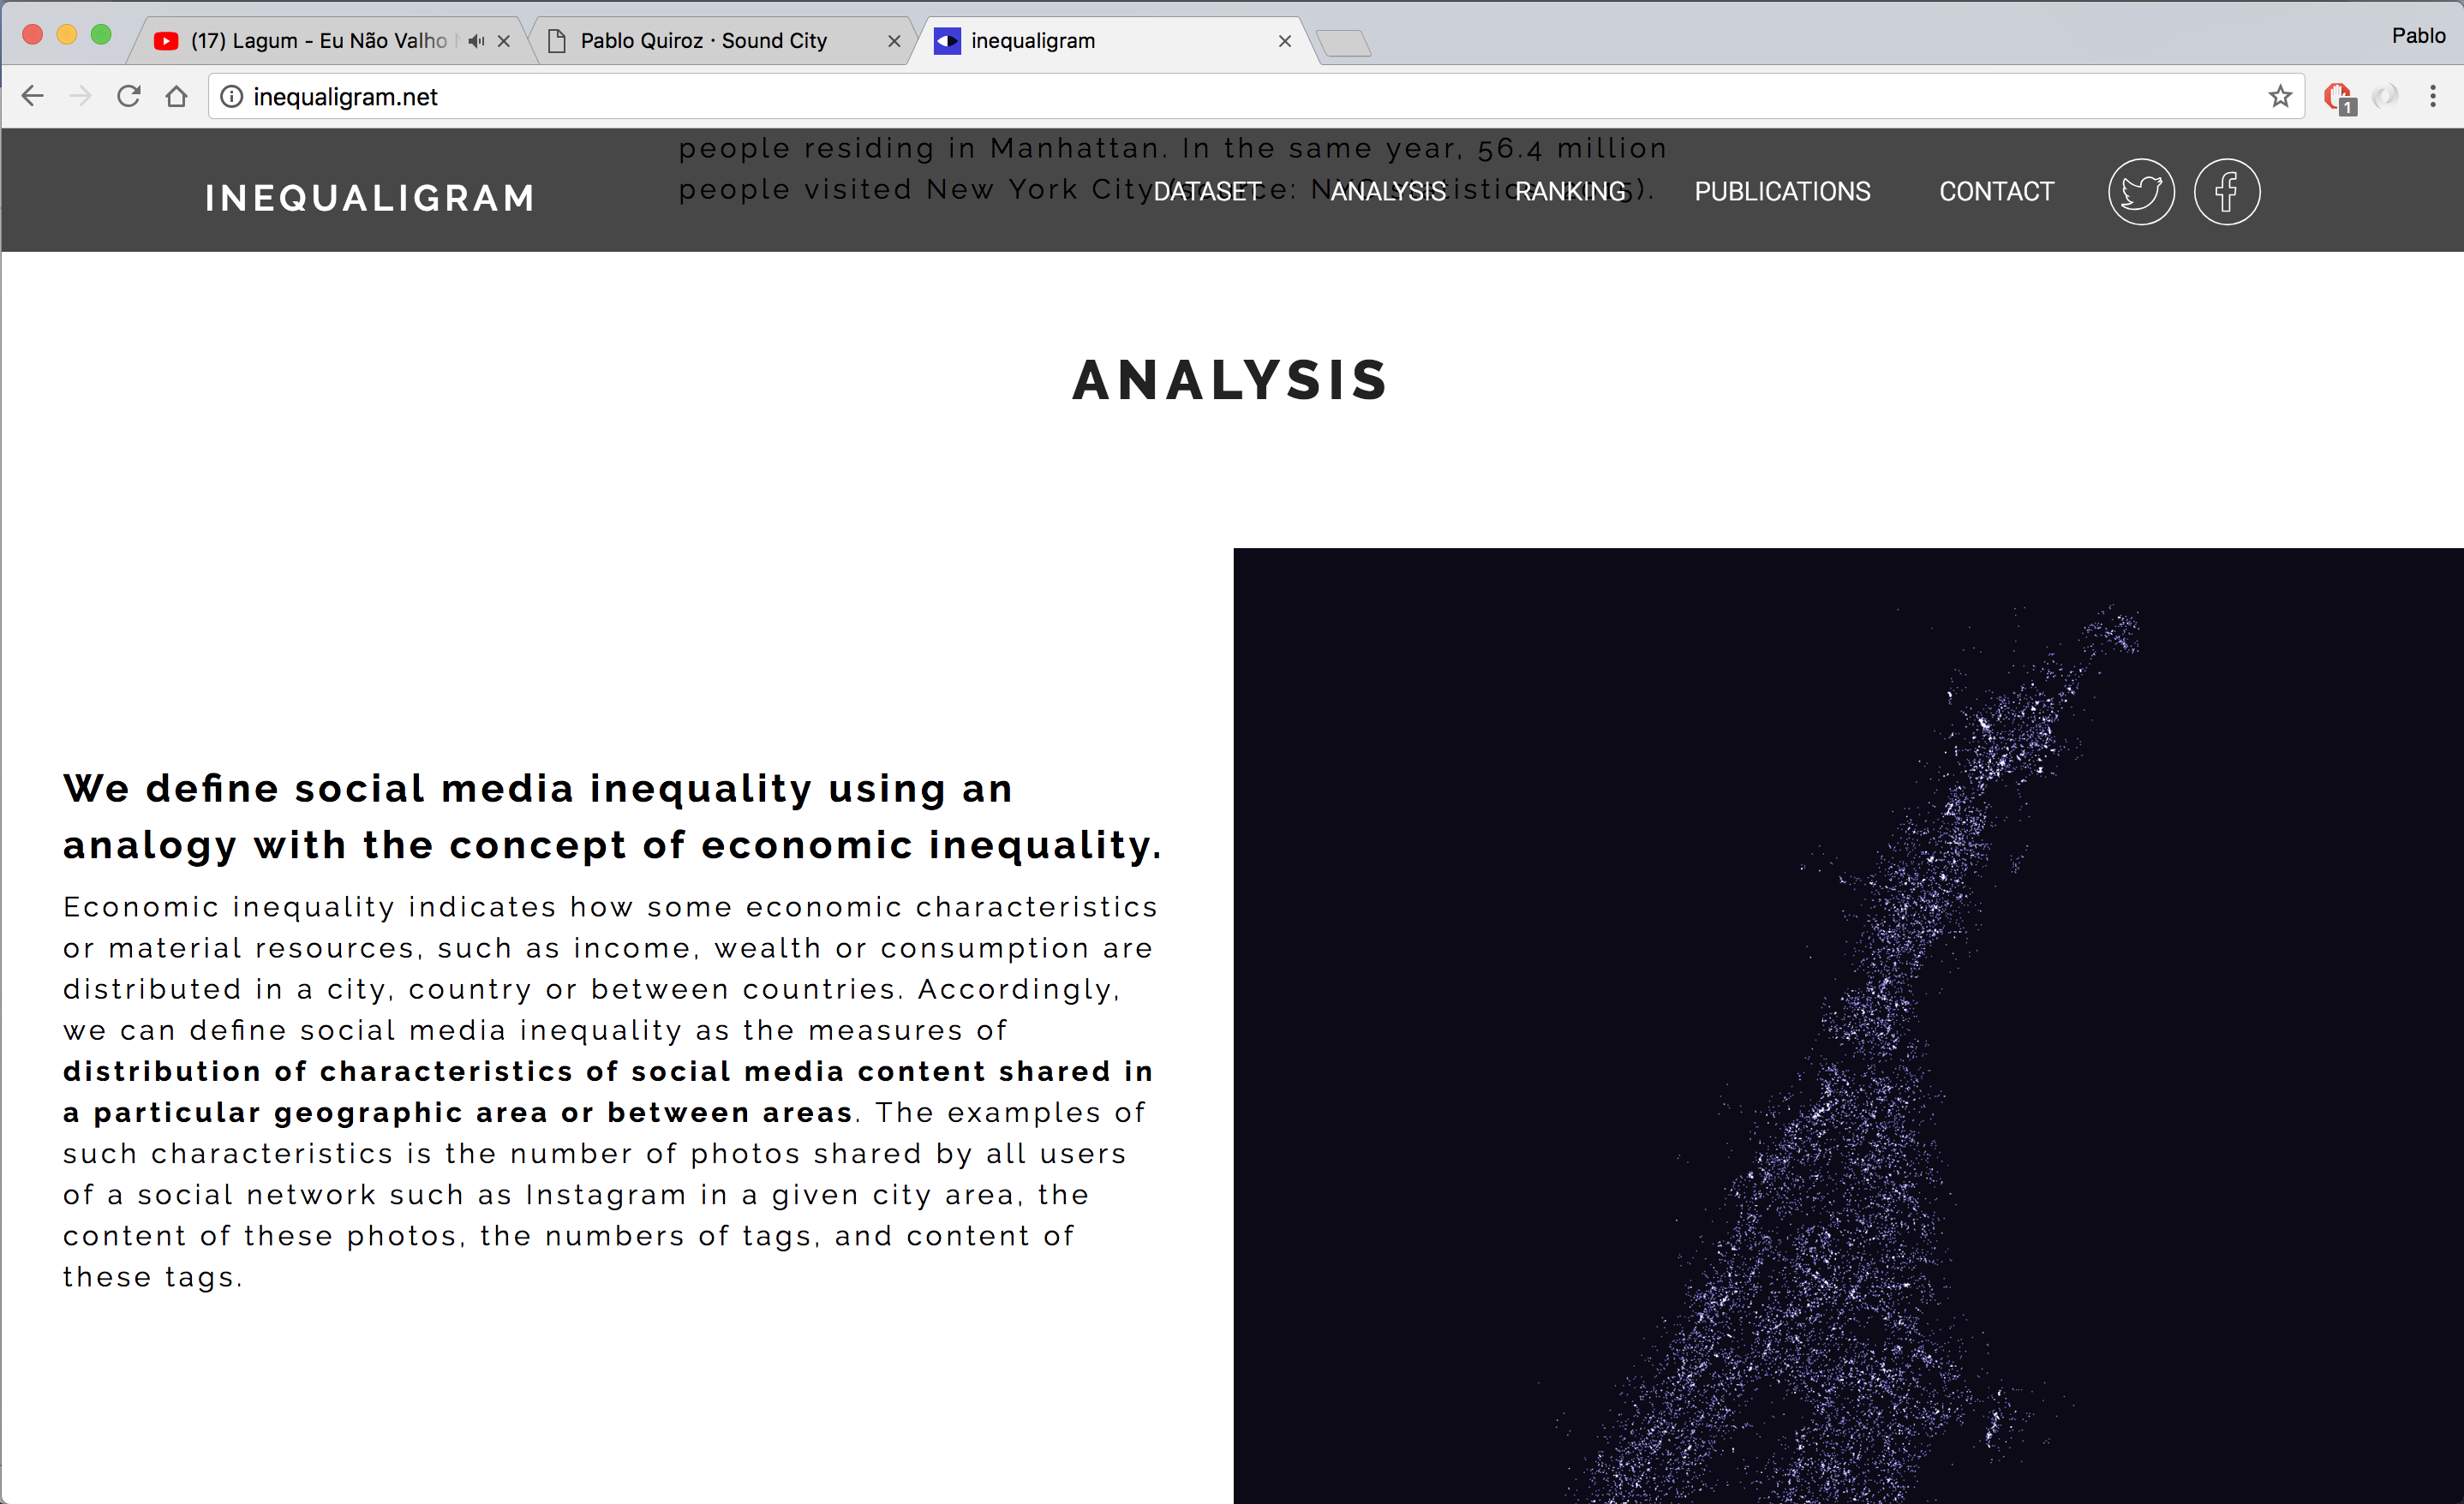 (17) Lagum - Eu Não Valho
Pablo Quiroz · Sound City
inequaligram
Pablo
inequaligram.net
1
people residing in Manhattan. In the same year, 56.4 million
people visited New York City (source: NYC statistics, 2015).
INEQUALIGRAM
DATASET
ANALYSIS
RANKING
PUBLICATIONS
CONTACT
ANALYSIS
We define social media inequality using an
analogy with the concept of economic inequality.
Economic inequality indicates how some economic characteristics
or material resources, such as income, wealth or consumption are
distributed in a city, country or between countries. Accordingly,
we can define social media inequality as the measures of
distribution of characteristics of social media content shared in
a particular geographic area or between areas. The examples of
such characteristics is the number of photos shared by all users
of a social network such as Instagram in a given city area, the
content of these photos, the numbers of tags, and content of
these tags.